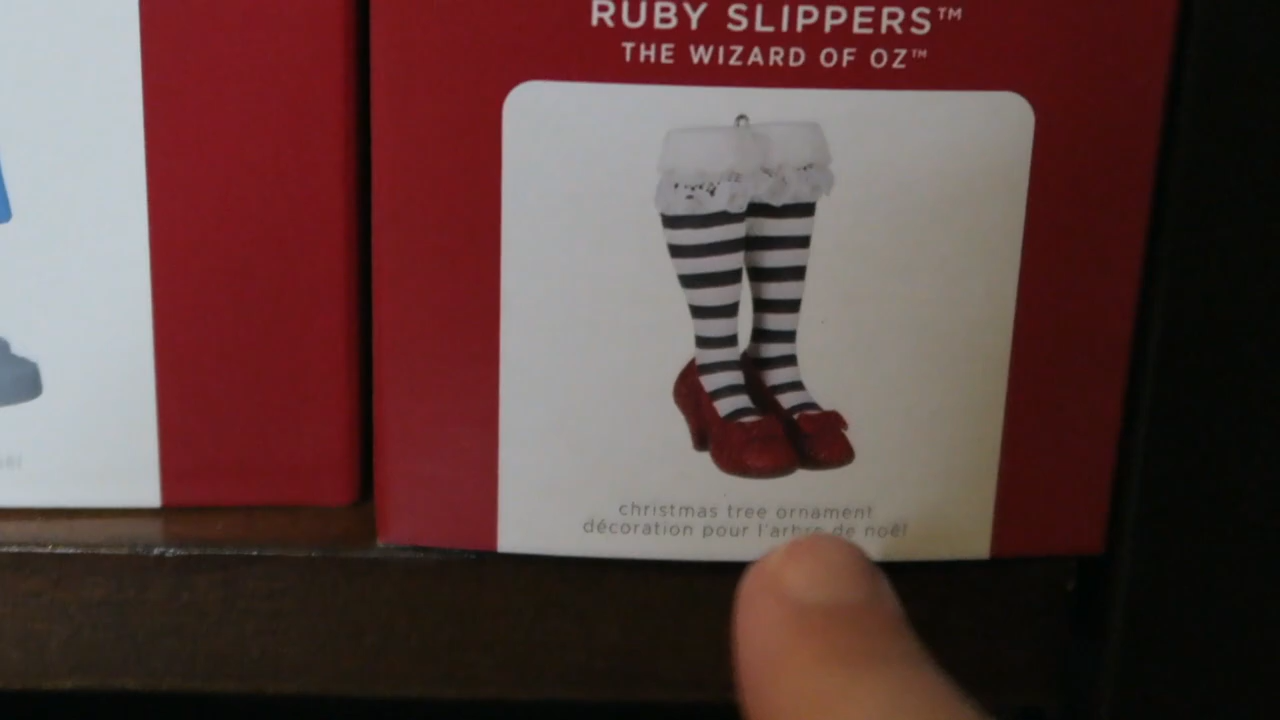 RUBY SLIPPERS™
THE WIZARD OF OZ™
christmas tree ornament
décoration pour l'arbre de noël